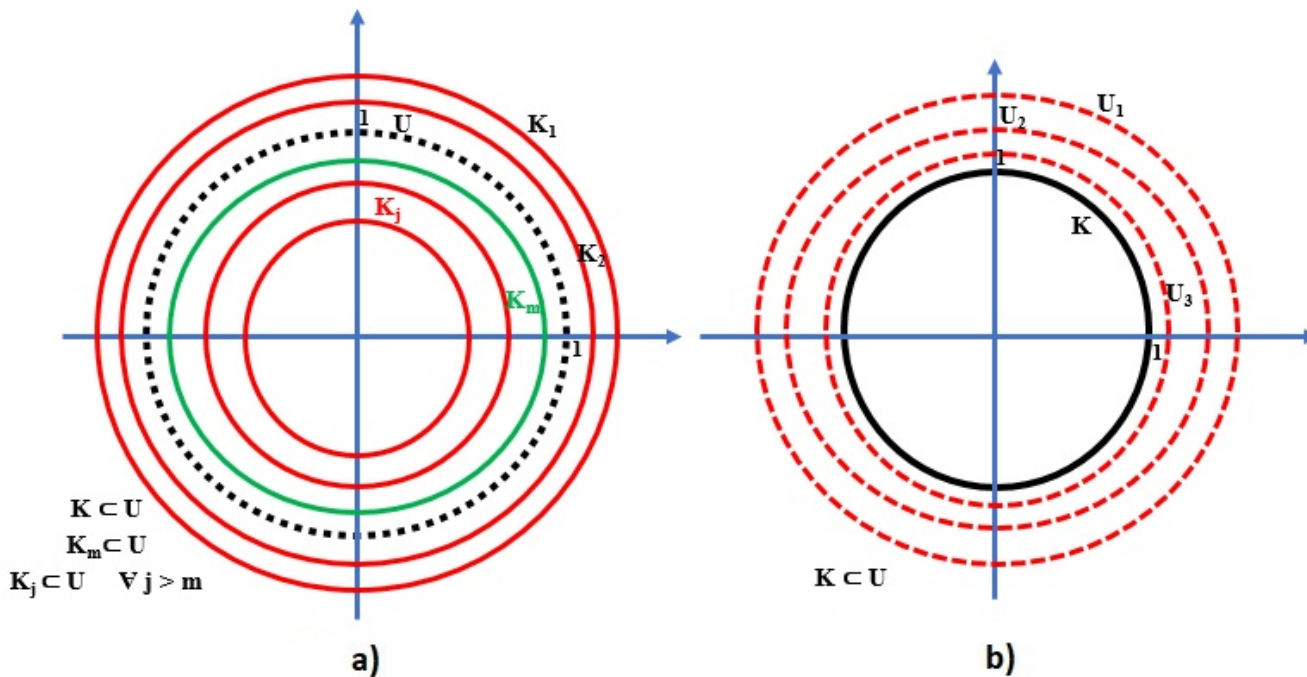 1
U
K₁
Kⱼ
K₂
Kₘ
1
K ⊂ U
Kₘ ⊂ U
Kⱼ ⊂ U ∀ j > m
a)
U₁
U₂
1
K
U₃
1
K ⊂ U
b)